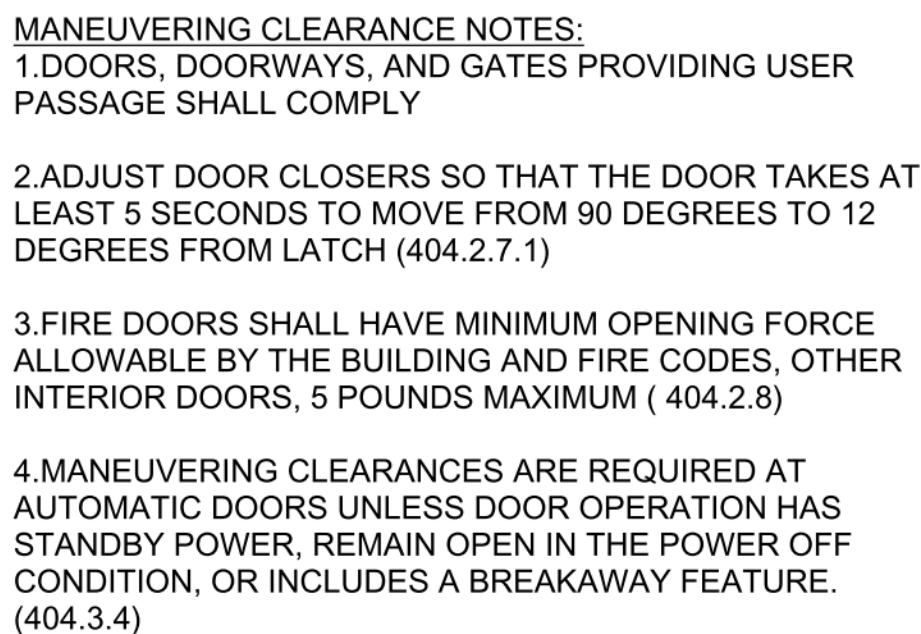 MANEUVERING CLEARANCE NOTES:
1.DOORS, DOORWAYS, AND GATES PROVIDING USER
PASSAGE SHALL COMPLY
2.ADJUST DOOR CLOSERS SO THAT THE DOOR TAKES AT
LEAST 5 SECONDS TO MOVE FROM 90 DEGREES TO 12
DEGREES FROM LATCH (404.2.7.1)
3.FIRE DOORS SHALL HAVE MINIMUM OPENING FORCE
ALLOWABLE BY THE BUILDING AND FIRE CODES, OTHER
INTERIOR DOORS, 5 POUNDS MAXIMUM ( 404.2.8)
4.MANEUVERING CLEARANCES ARE REQUIRED AT
AUTOMATIC DOORS UNLESS DOOR OPERATION HAS
STANDBY POWER, REMAIN OPEN IN THE POWER OFF
CONDITION, OR INCLUDES A BREAKAWAY FEATURE.
(404.3.4)